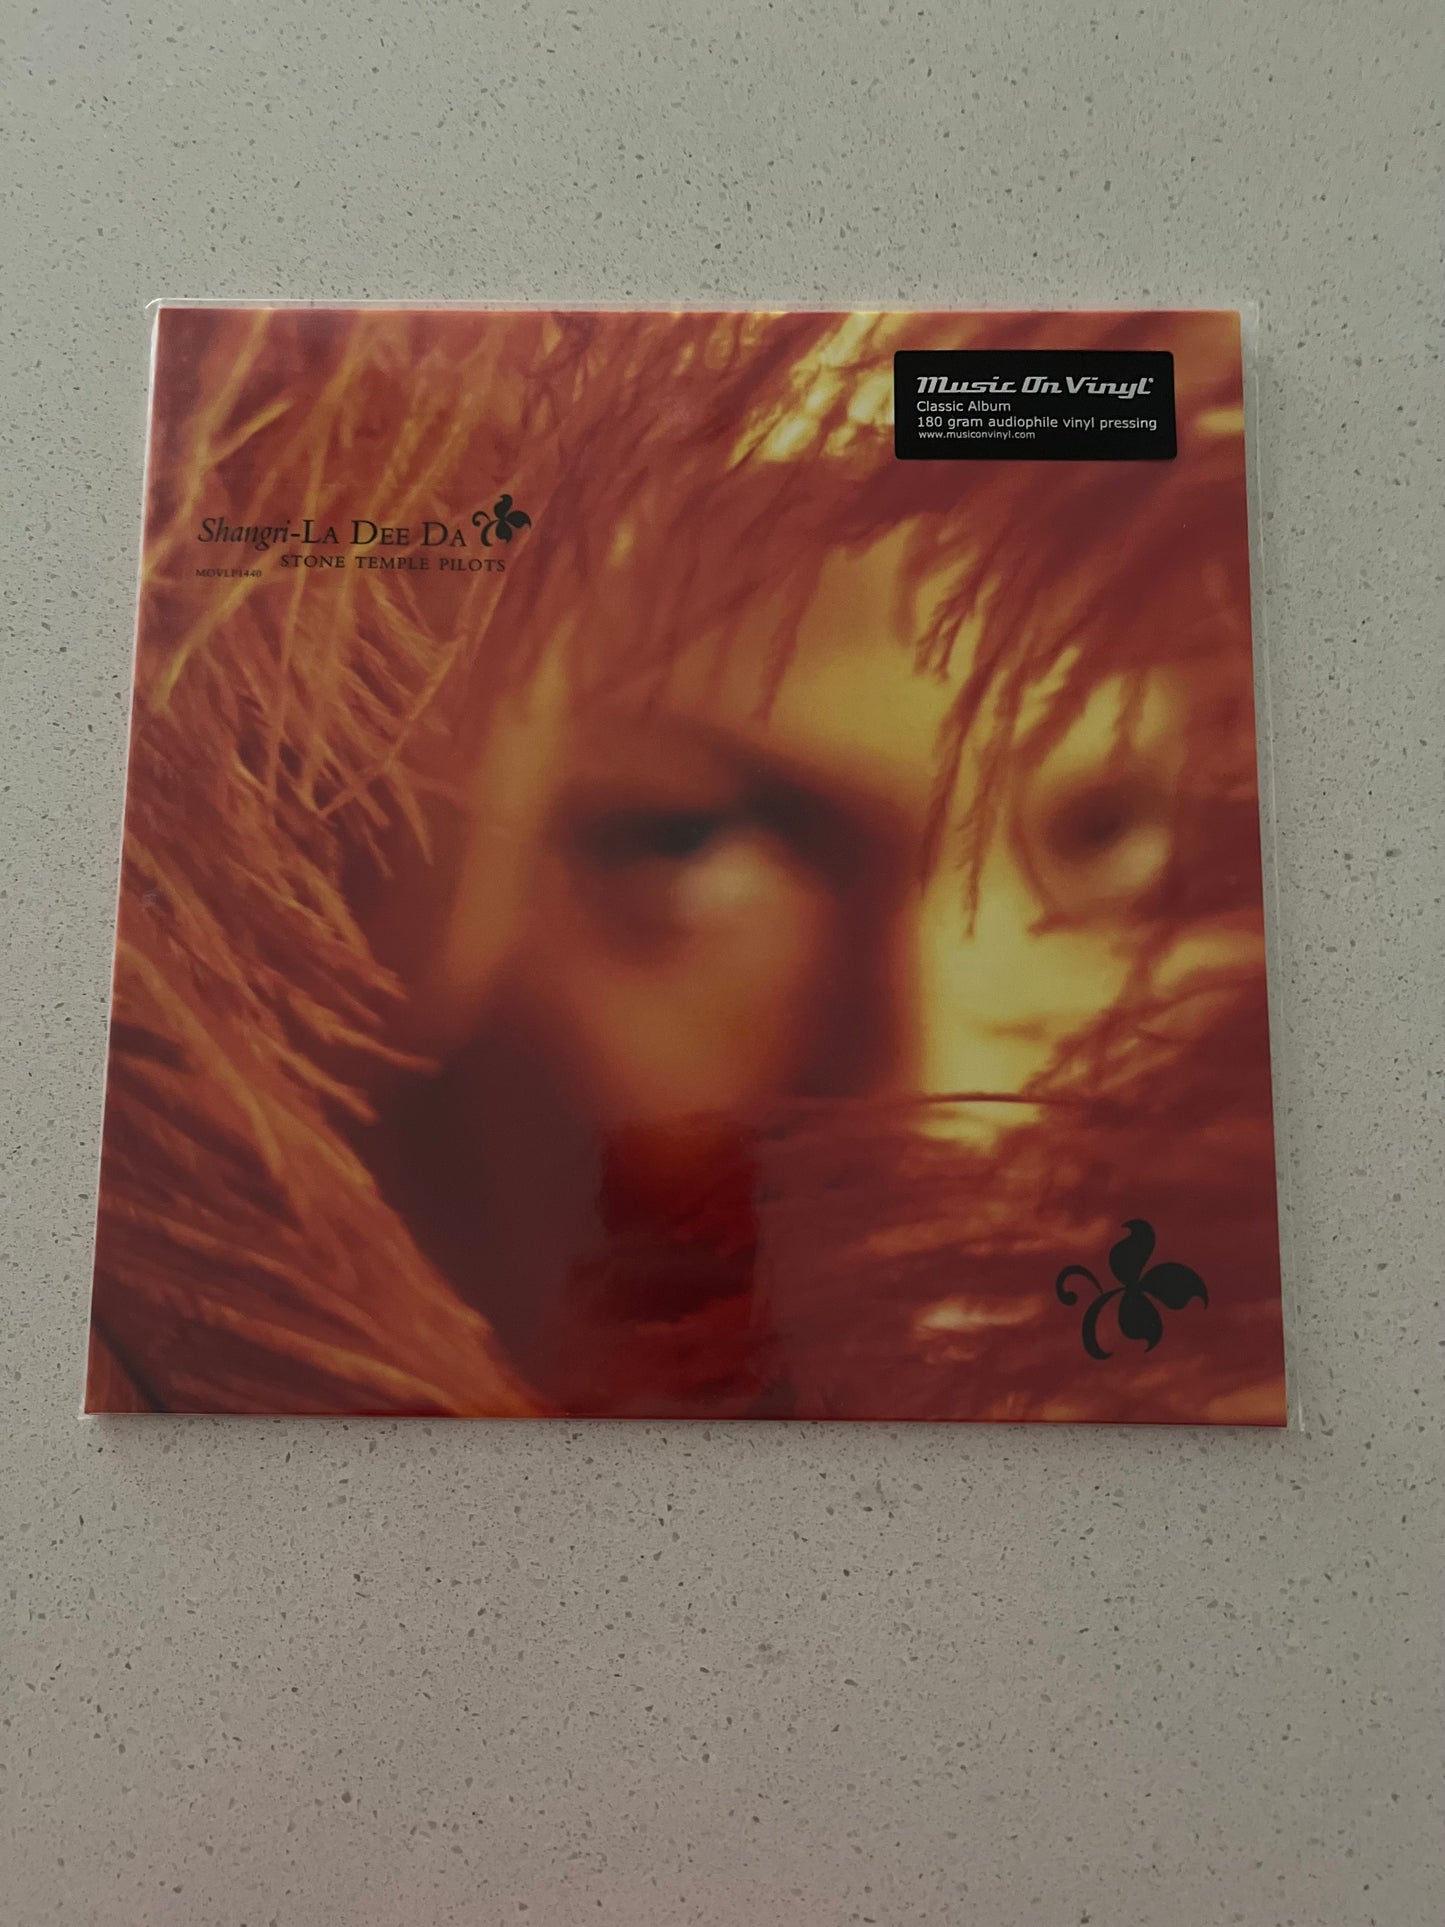 Music On Vinyl
Classic Album
180 gram audiophile vinyl pressing
www.musiconvinyl.com
Shangri-LA DEE DA
STONE TEMPLE PILOTS
MOVLP1440